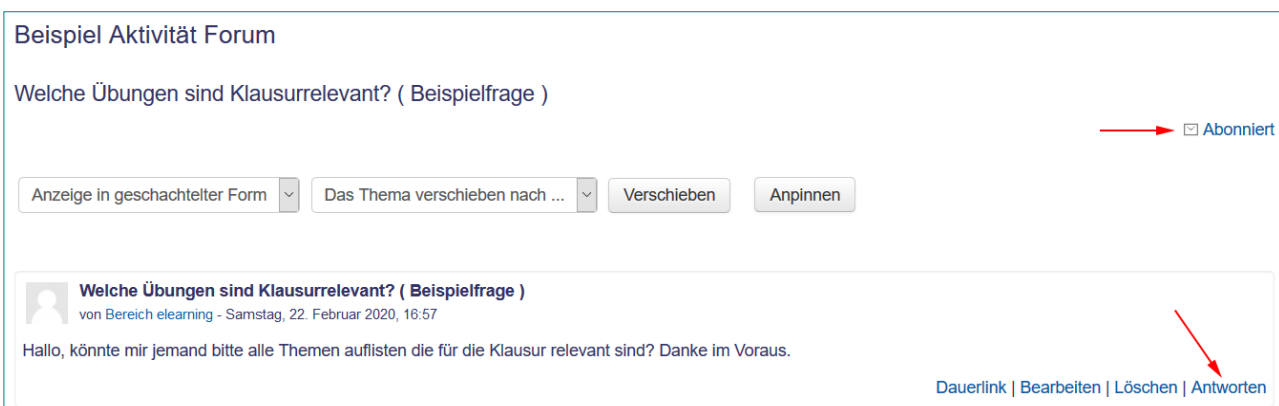 Beispiel Aktivität Forum
Welche Übungen sind Klausurrelevant? ( Beispielfrage )
Abonniert
Anzeige in geschachtelter Form Das Thema verschieben nach ... Verschieben Anpinnen
Welche Übungen sind Klausurrelevant? ( Beispielfrage )
von Bereich elearning - Samstag, 22. Februar 2020, 16:57
Hallo, könnte mir jemand bitte alle Themen auflisten die für die Klausur relevant sind? Danke im Voraus.
Dauerlink | Bearbeiten | Löschen | Antworten